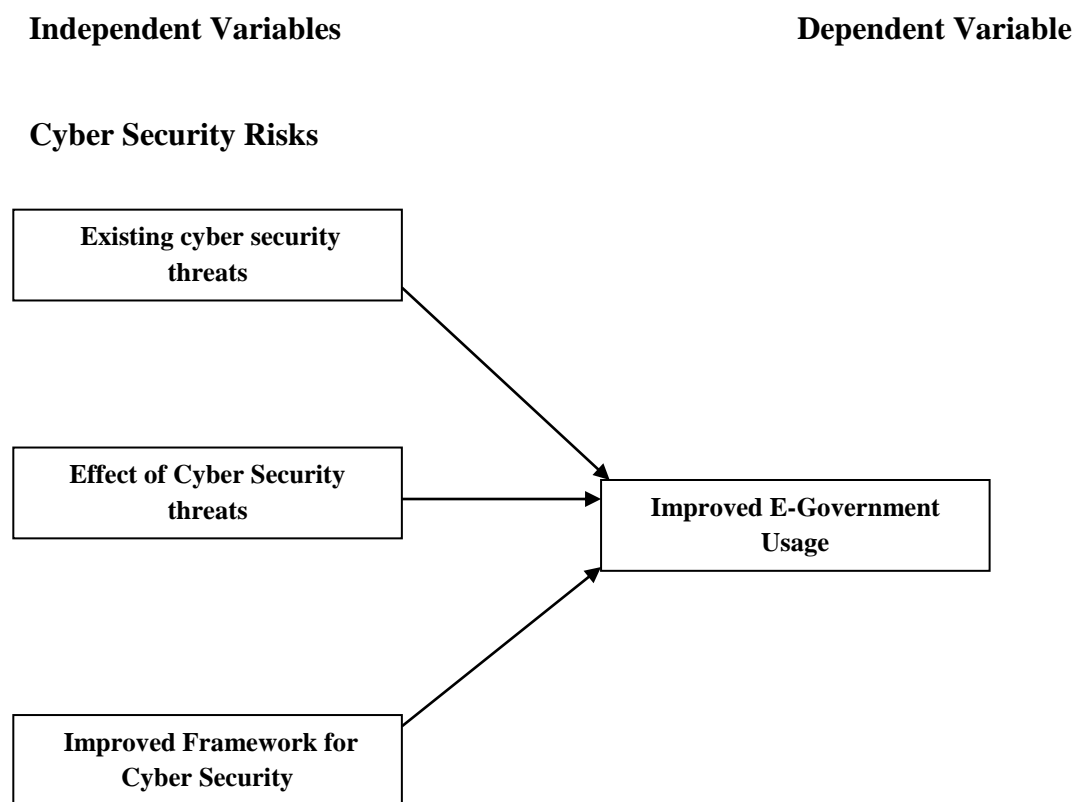 Independent Variables
Dependent Variable
Cyber Security Risks
Existing cyber security
threats
Effect of Cyber Security
threats
Improved E-Government
Usage
Improved Framework for
Cyber Security